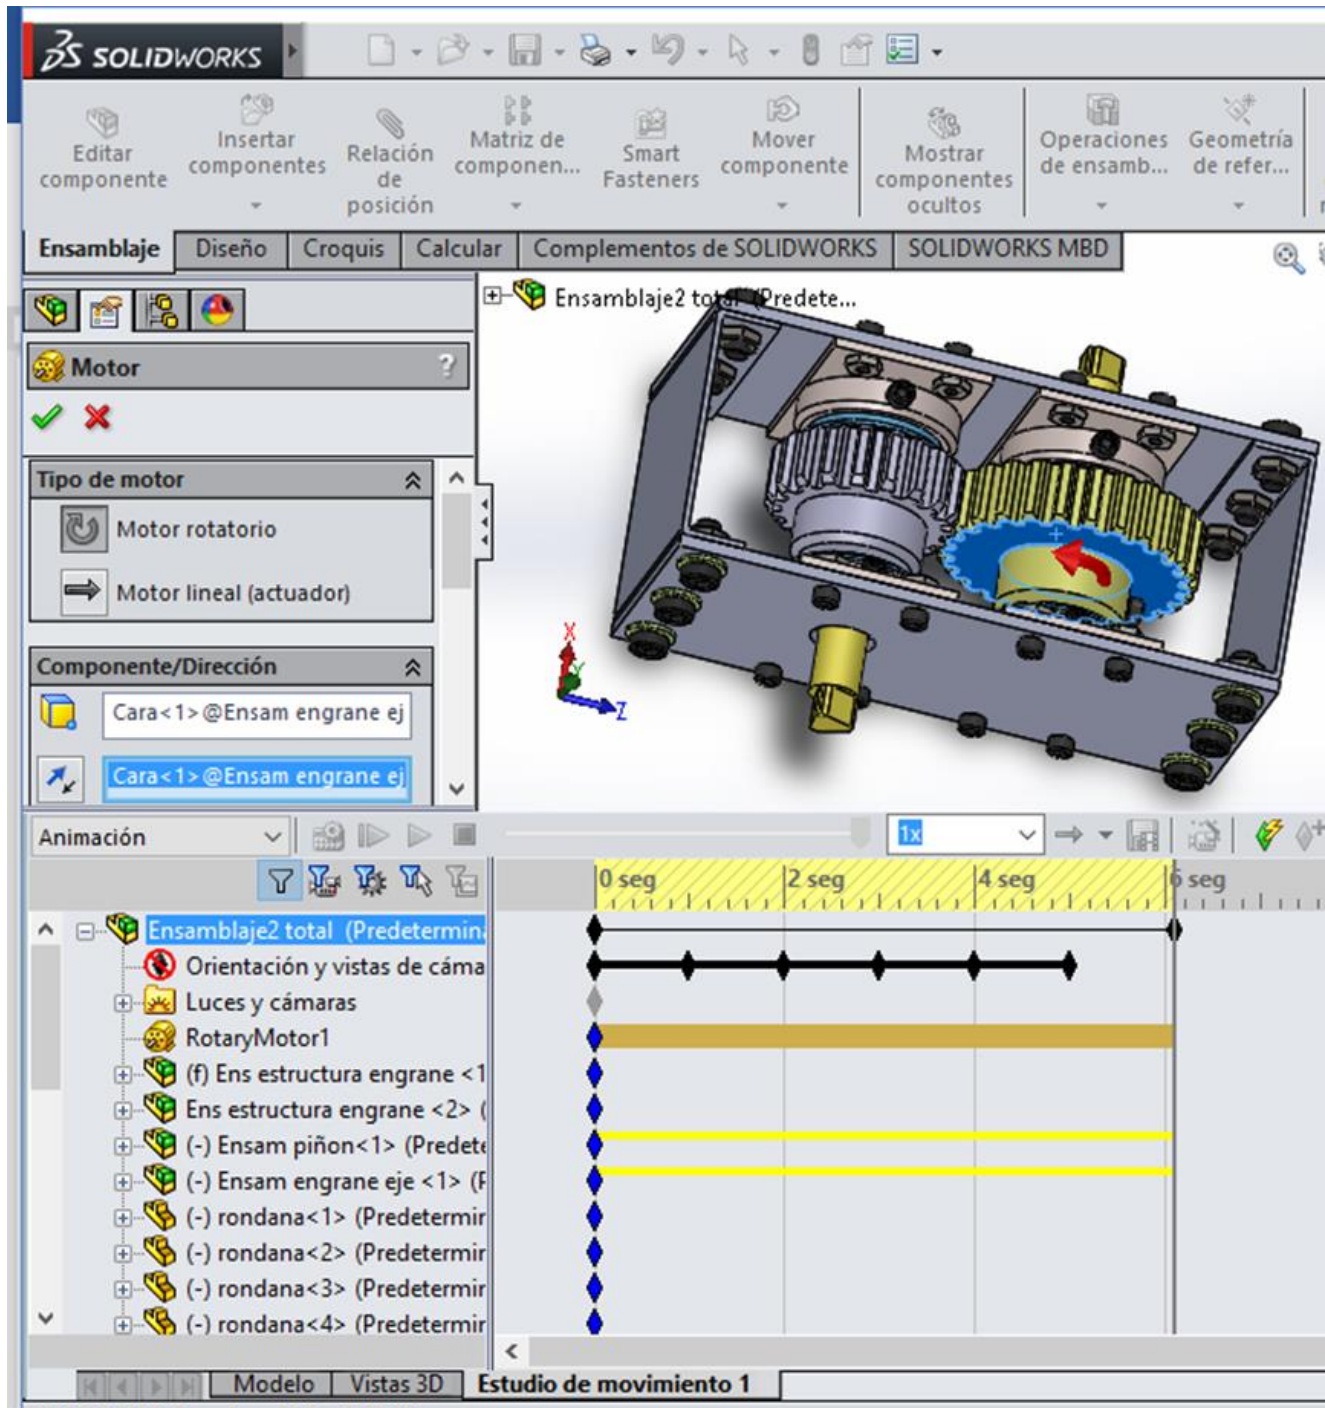 SOLIDWORKS
Editar
componente
Insertar
componentes
Relación
de
posición
Matriz de
componen...
Smart
Fasteners
Mover
componente
Mostrar
componentes
ocultos
Operaciones
de ensamb...
Geometría
de refer...
Ensamblaje Diseño Croquis Calcular Complementos de SOLIDWORKS SOLIDWORKS MBD
Ensamblaje2 total (Predete...
Motor ?
Tipo de motor
Motor rotatorio
Motor lineal (actuador)
Componente/Dirección
Cara<1>@Ensam engrane ej
Cara<1>@Ensam engrane ej
X
Y
Z
Animación 1x
0 seg 2 seg 4 seg 6 seg
Ensamblaje2 total (Predetermin
Orientación y vistas de cáma
Luces y cámaras
RotaryMotor1
(f) Ens estructura engrane <1
Ens estructura engrane <2> (
(-) Ensam piñon<1> (Predete
(-) Ensam engrane eje <1> (P
(-) rondana<1> (Predetermir
(-) rondana<2> (Predetermir
(-) rondana<3> (Predetermir
(-) rondana<4> (Predetermir
Modelo Vistas 3D Estudio de movimiento 1